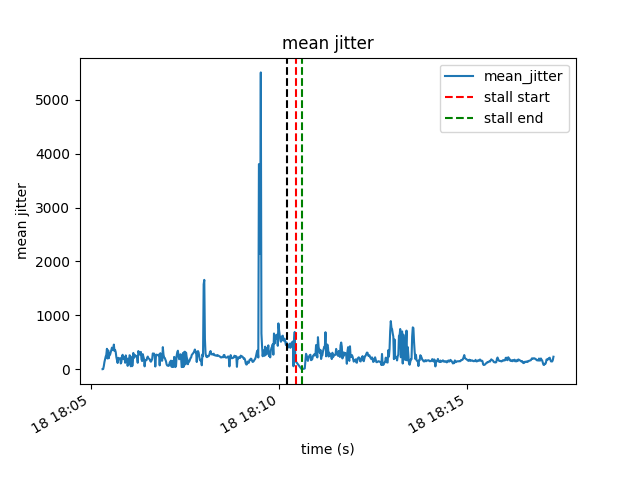 mean jitter
mean_jitter
stall start
stall end
5000
4000
3000
2000
1000
0
mean jitter
18 18:05
18 18:10
18 18:15
time (s)